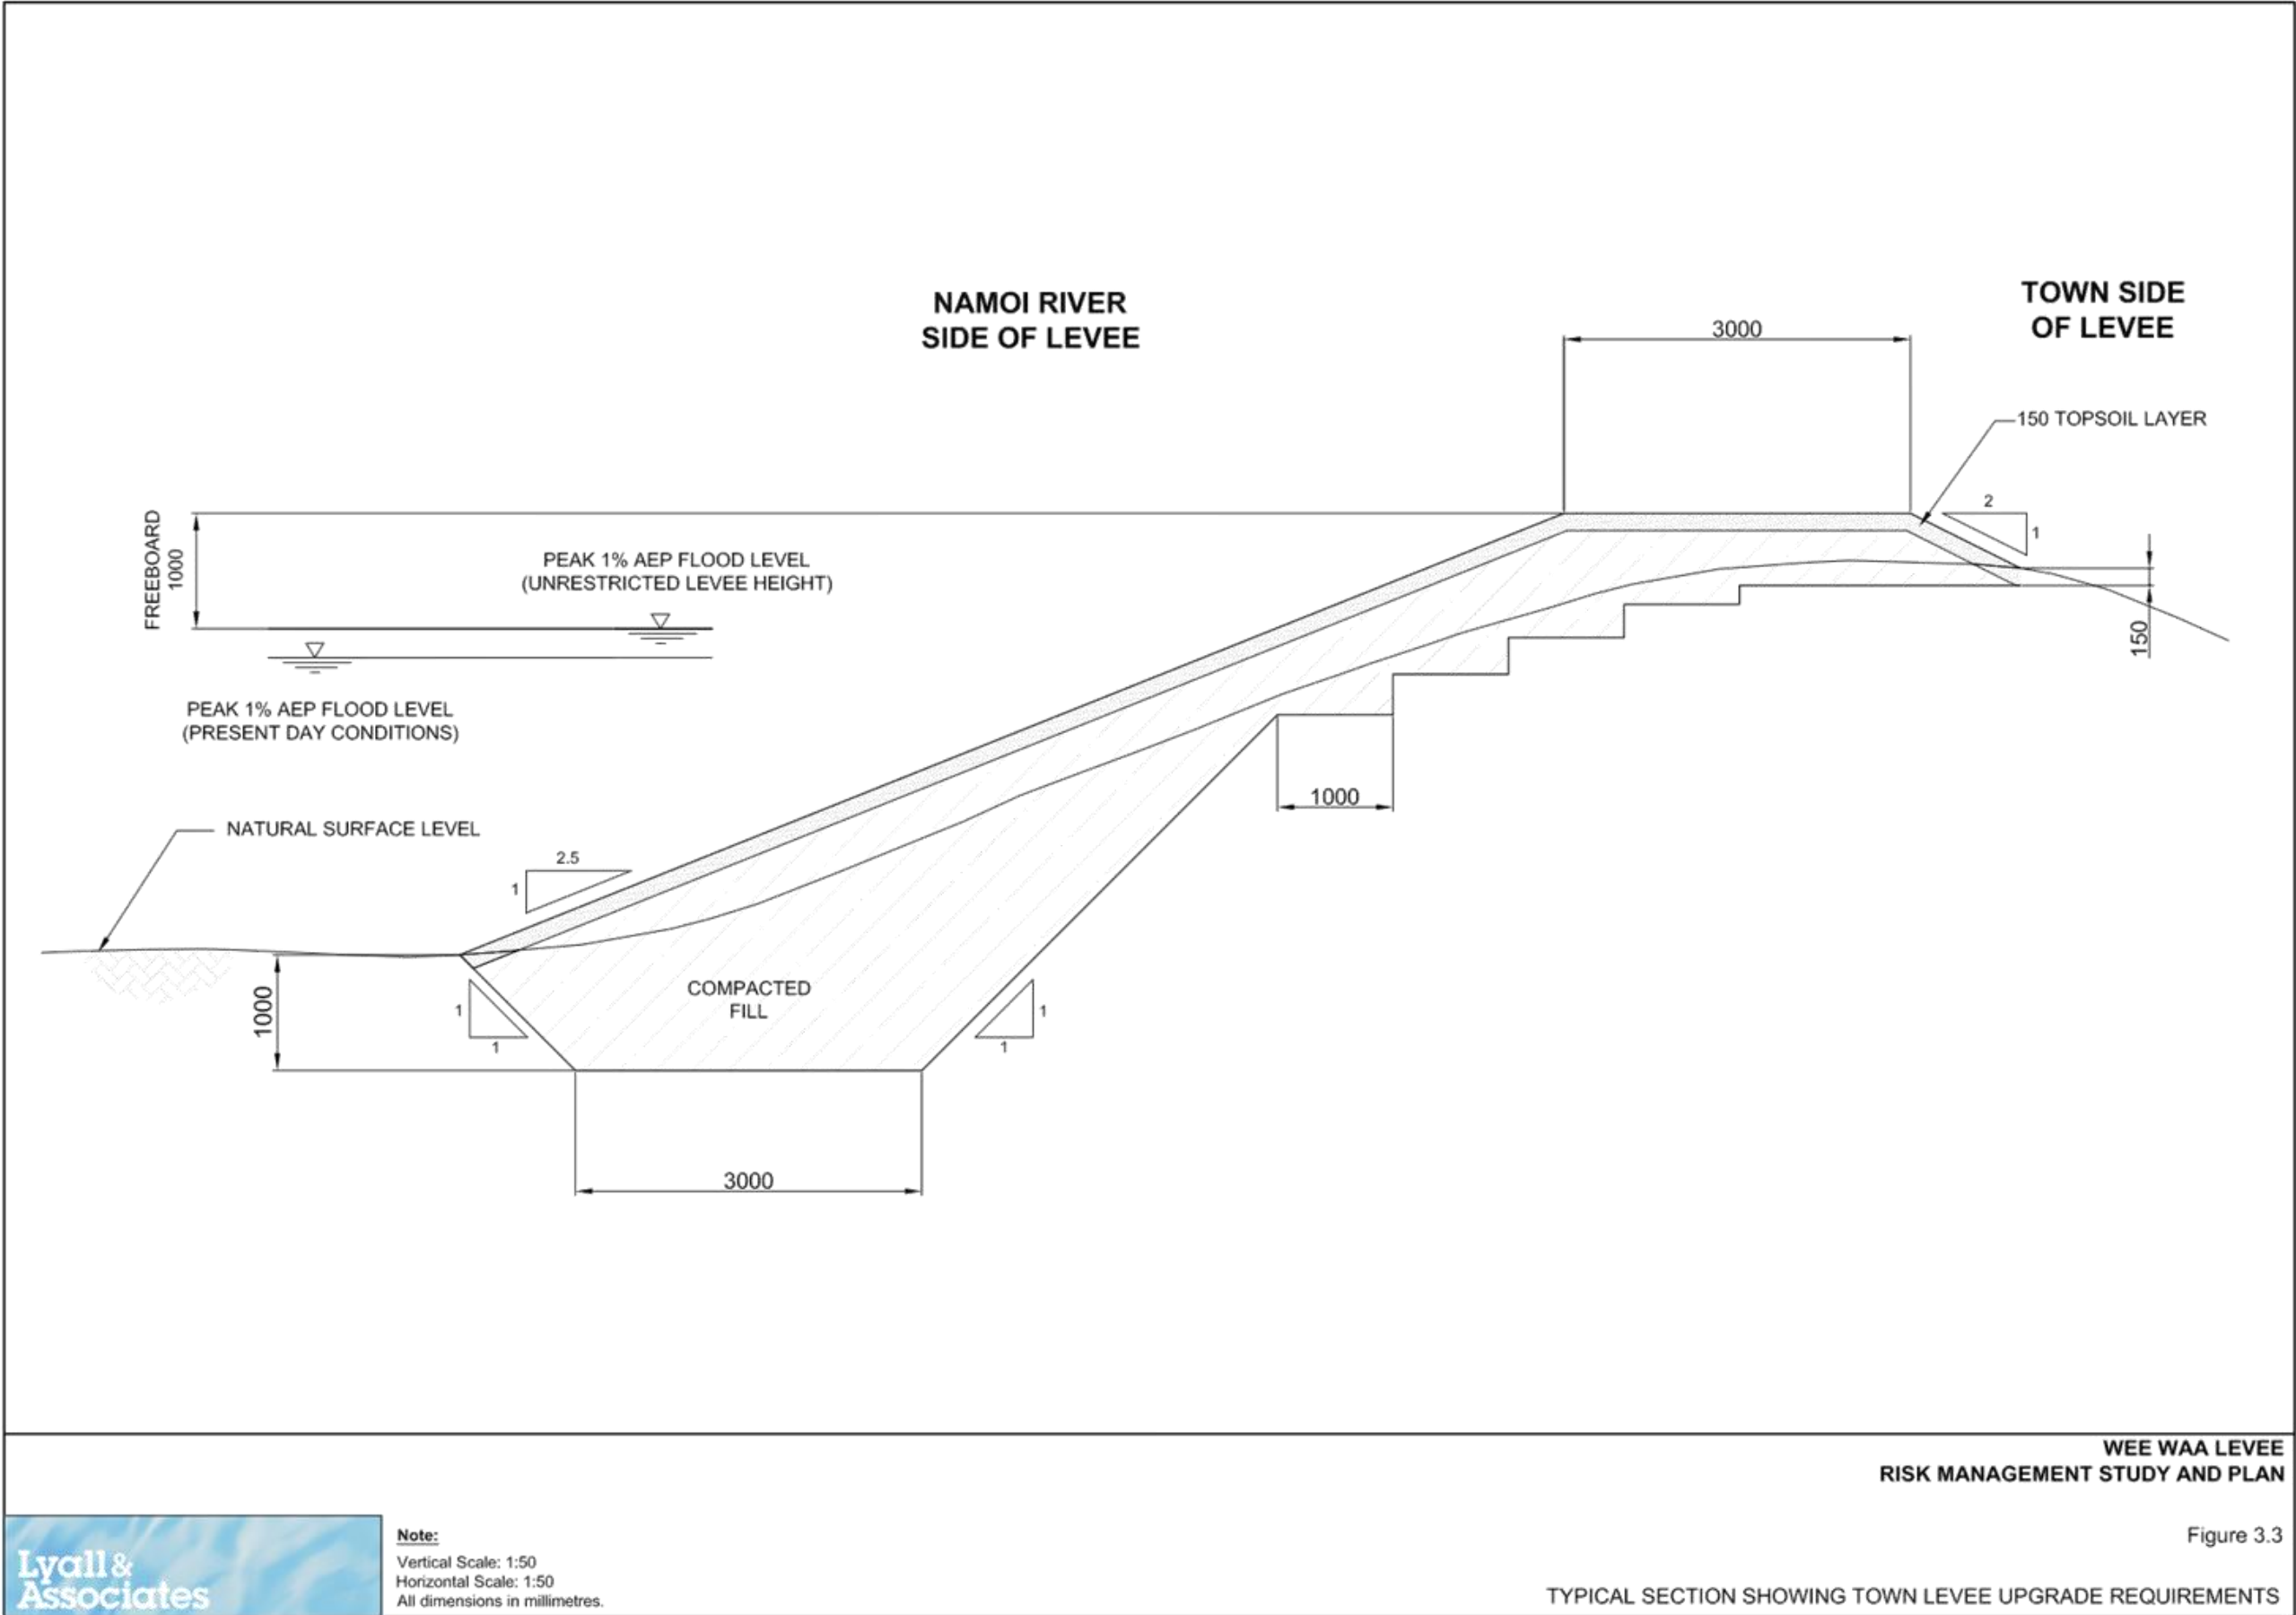 NAMOI RIVER
SIDE OF LEVEE
TOWN SIDE
OF LEVEE
3000
150 TOPSOIL LAYER
2
1
FREEBOARD
1000
PEAK 1% AEP FLOOD LEVEL
(UNRESTRICTED LEVEE HEIGHT)
150
PEAK 1% AEP FLOOD LEVEL
(PRESENT DAY CONDITIONS)
1000
NATURAL SURFACE LEVEL
2.5
1
1000
COMPACTED
FILL
1
1
1
1
3000
WEE WAA LEVEE
RISK MANAGEMENT STUDY AND PLAN
Figure 3.3
TYPICAL SECTION SHOWING TOWN LEVEE UPGRADE REQUIREMENTS
Lyall &
Associates
Note:
Vertical Scale: 1:50
Horizontal Scale: 1:50
All dimensions in millimetres.